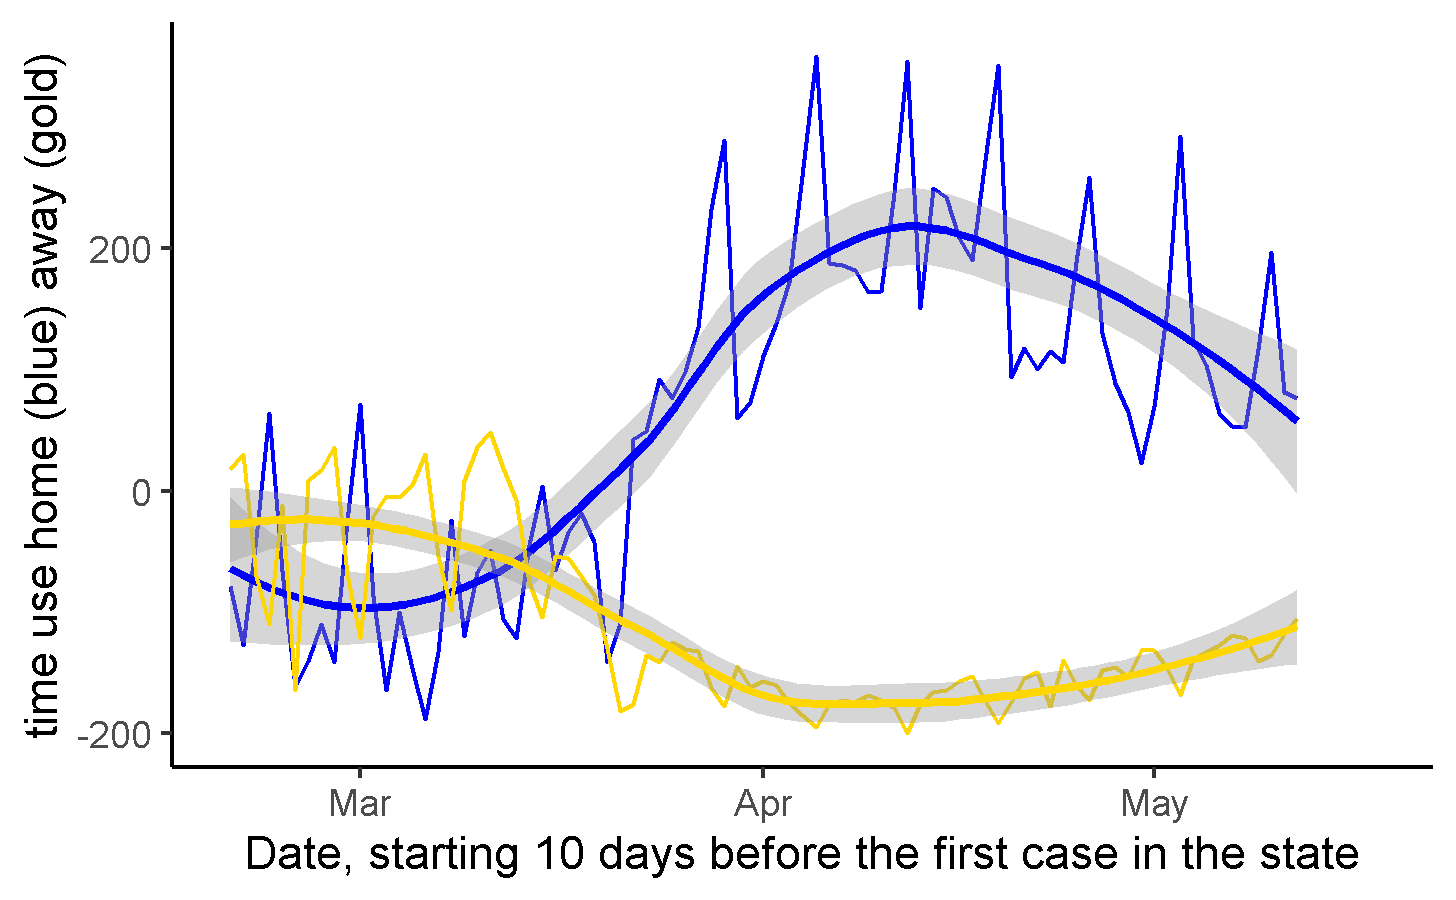 time use home (blue) away (gold)
200
0
-200
Mar Apr May
Date, starting 10 days before the first case in the state